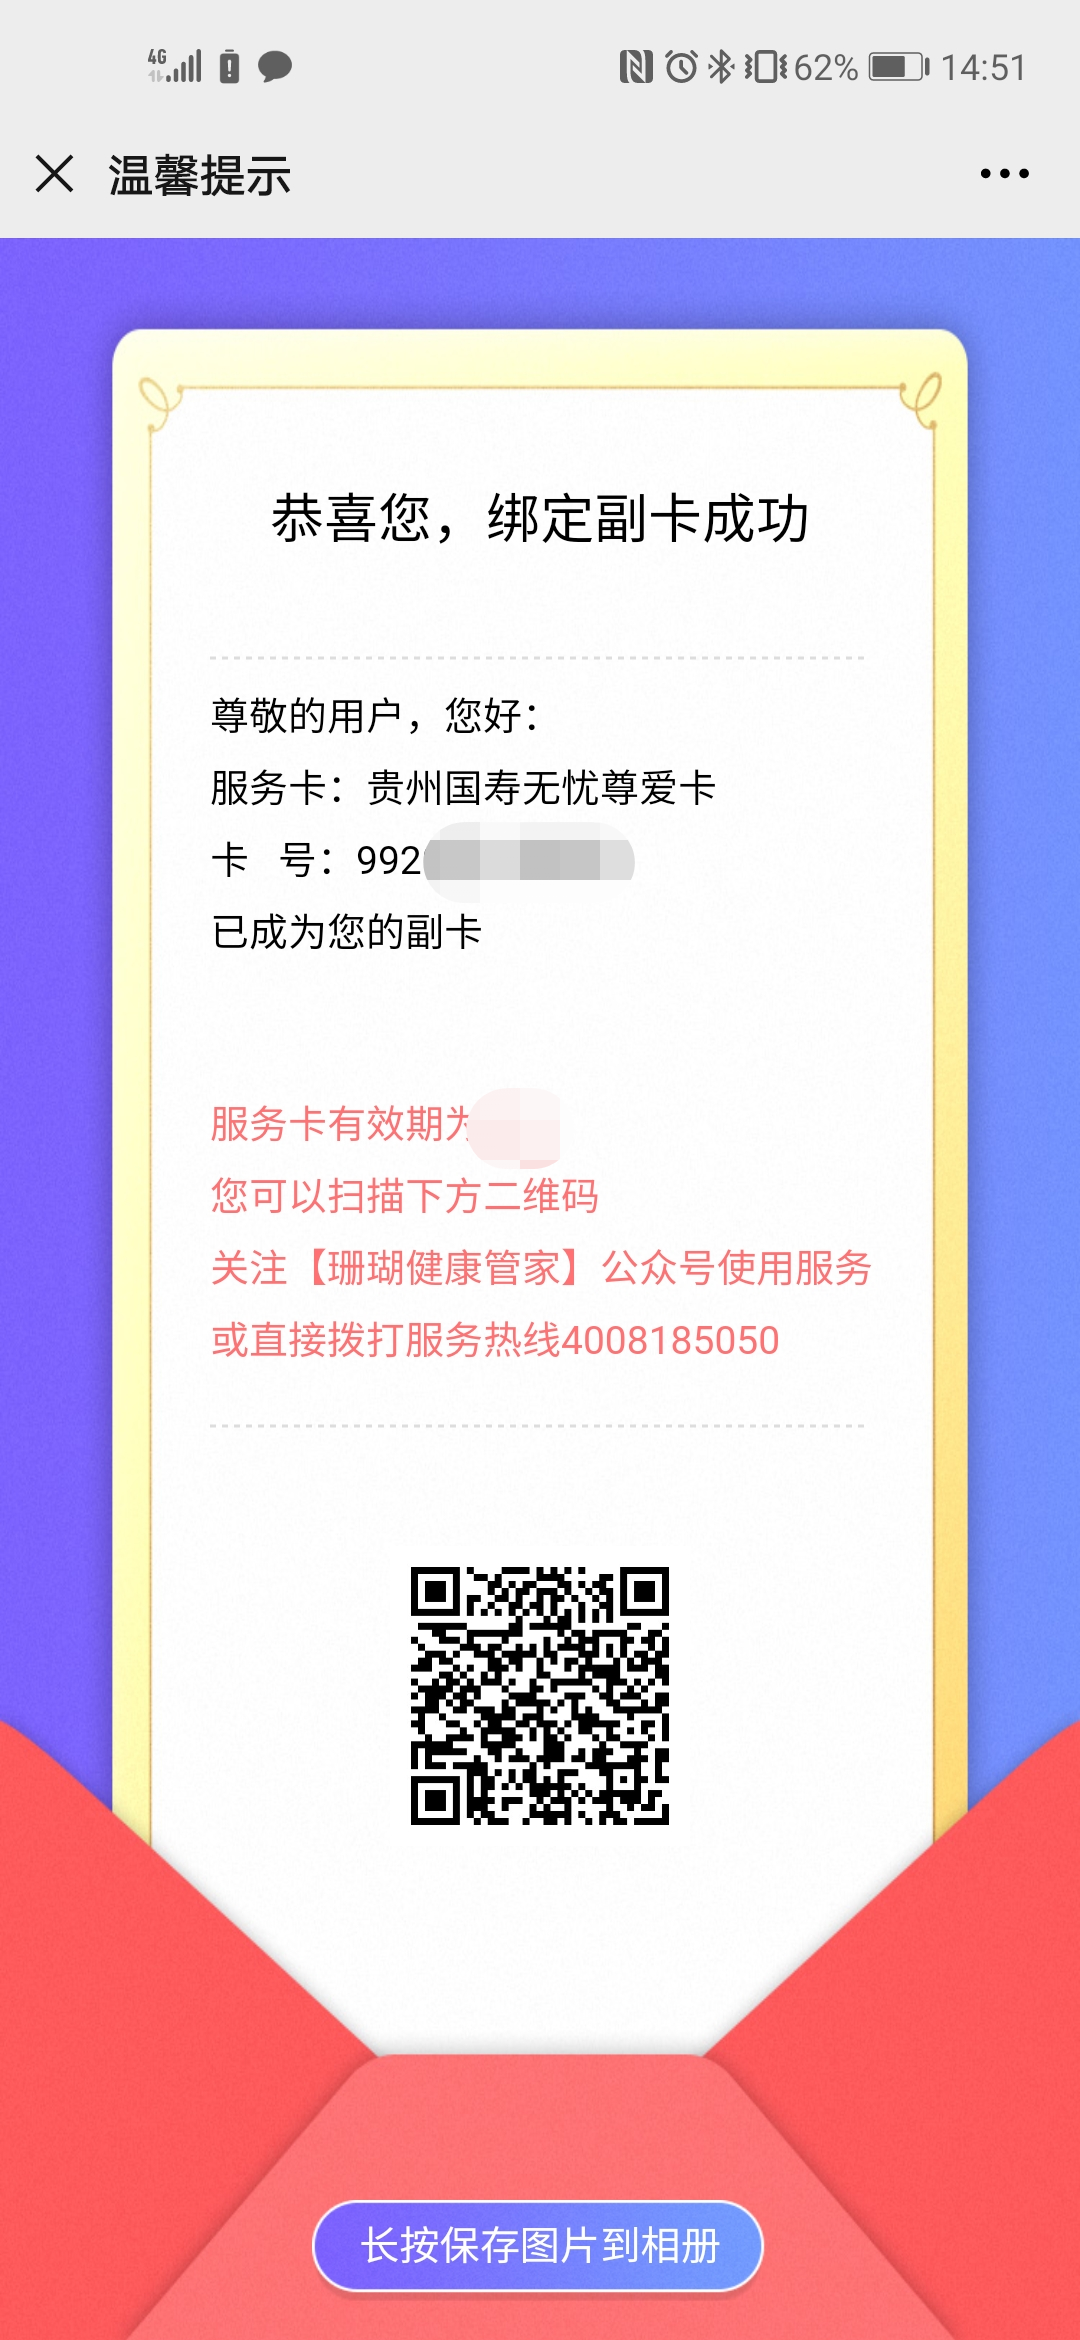 4G 62% 14:51
温馨提示
恭喜您，绑定副卡成功
尊敬的用户，您好：
服务卡：贵州国寿无忧尊爱卡
卡 号：992
已成为您的副卡
服务卡有效期为
您可以扫描下方二维码
关注【珊瑚健康管家】公众号使用服务
或直接拨打服务热线4008185050
长按保存图片到相册